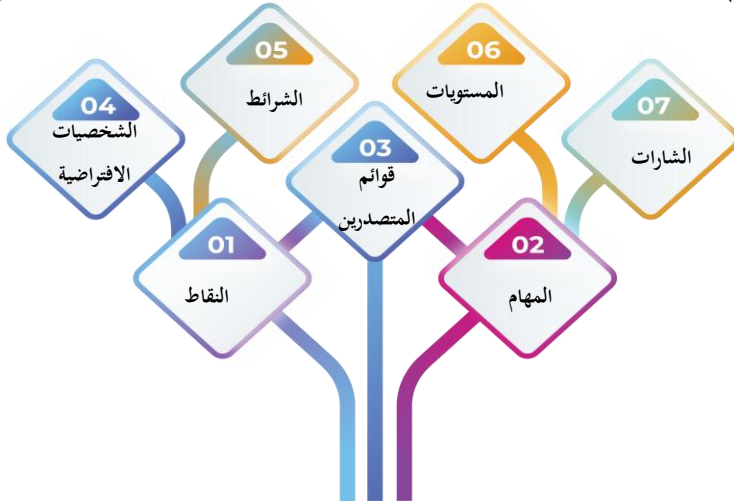 01
النقاط
02
المهام
03
قوائم
المتصدرين
04
الشخصيات
الافتراضية
05
الشرائط
06
المستويات
07
الشارات